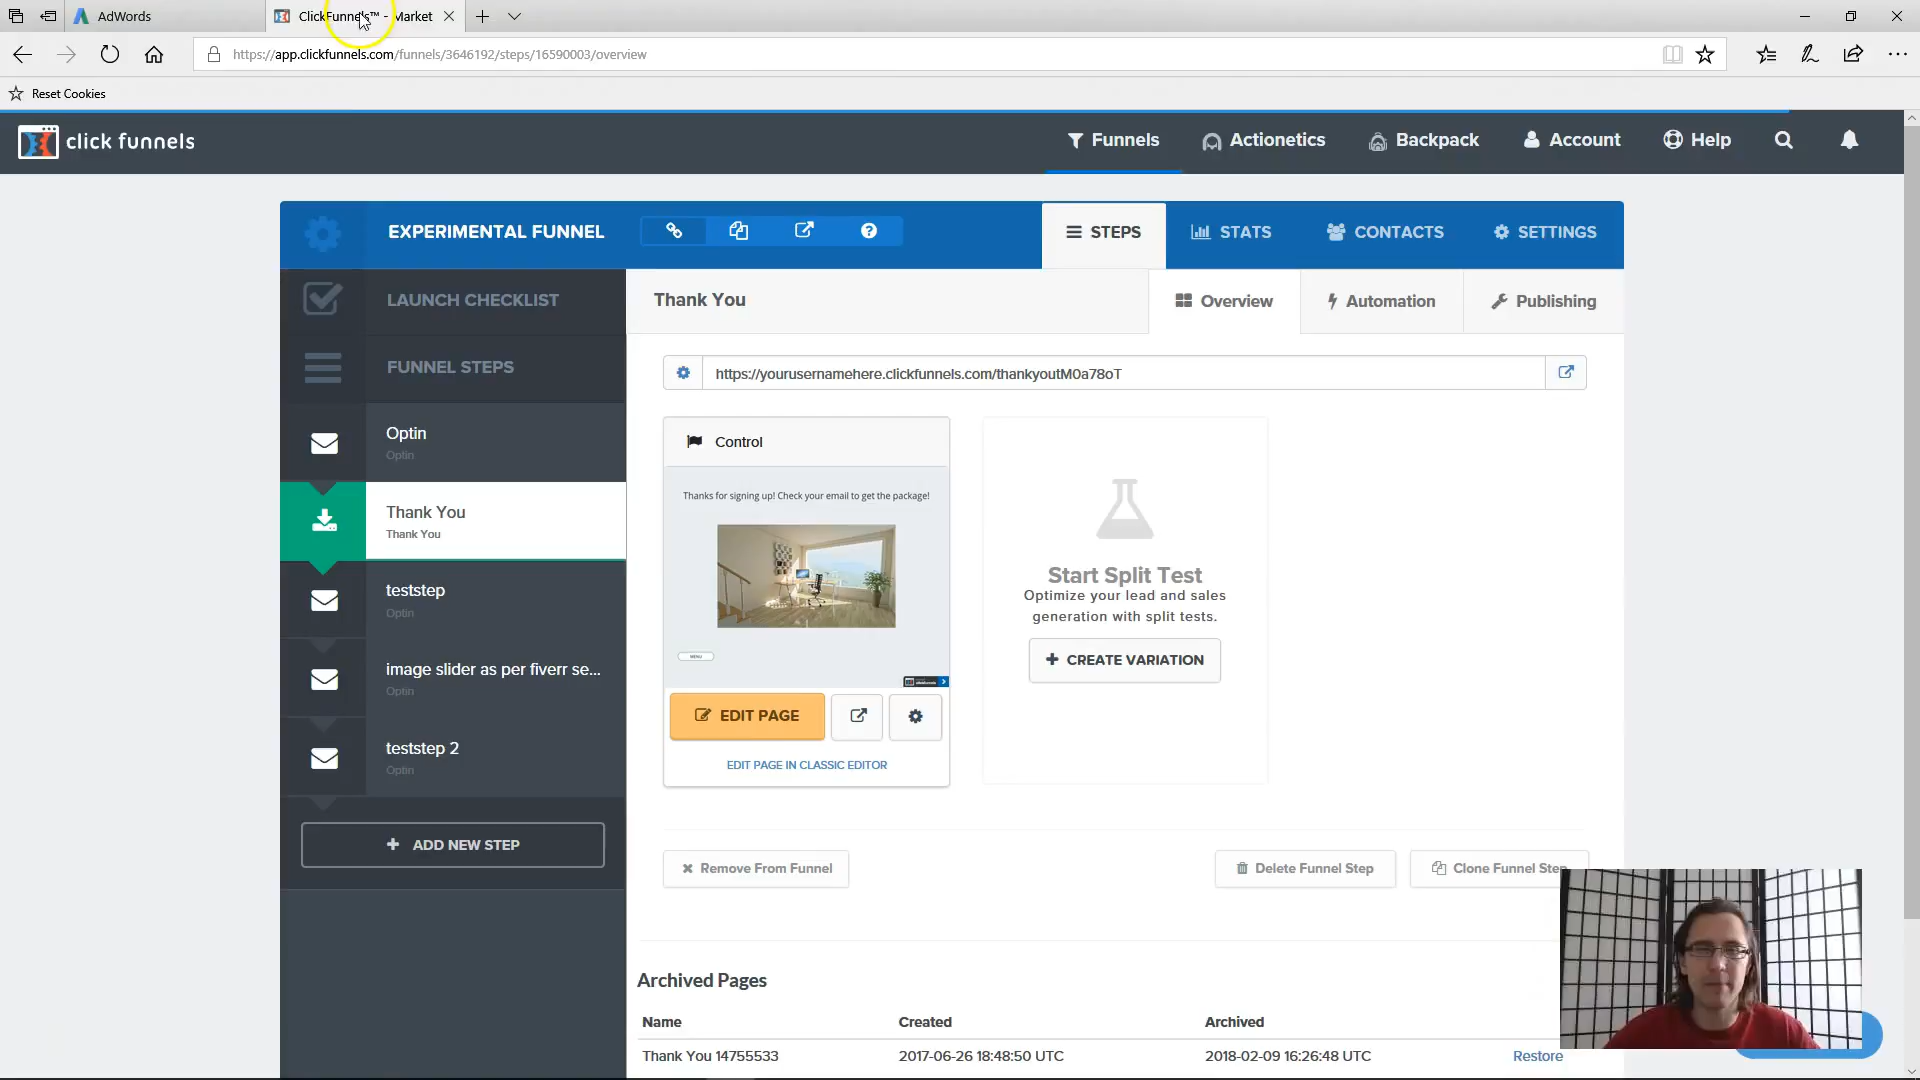 AdWords
ClickFunnels™ - Market
https://app.clickfunnels.com/funnels/3646192/steps/16590003/overview
Reset Cookies
click funnels
Funnels
Actionetics
Backpack
Account
Help
EXPERIMENTAL FUNNEL
STEPS
STATS
CONTACTS
SETTINGS
LAUNCH CHECKLIST
Thank You
Overview
Automation
Publishing
FUNNEL STEPS
https://yourusernamehere.clickfunnels.com/thankyoutM0a78oT
Optin
Optin
Control
Thanks for signing up! Check your email to get the package!
Thank You
Thank You
Start Split Test
Optimize your lead and sales
generation with split tests.
teststep
Optin
MENU
CREATE VARIATION
image slider as per fiverr se...
Optin
EDIT PAGE
teststep 2
Optin
EDIT PAGE IN CLASSIC EDITOR
ADD NEW STEP
Remove From Funnel
Delete Funnel Step
Clone Funnel Step
Archived Pages
Name Created Archived
Thank You 14755533 2017-06-26 18:48:50 UTC 2018-02-09 16:26:48 UTC Restore